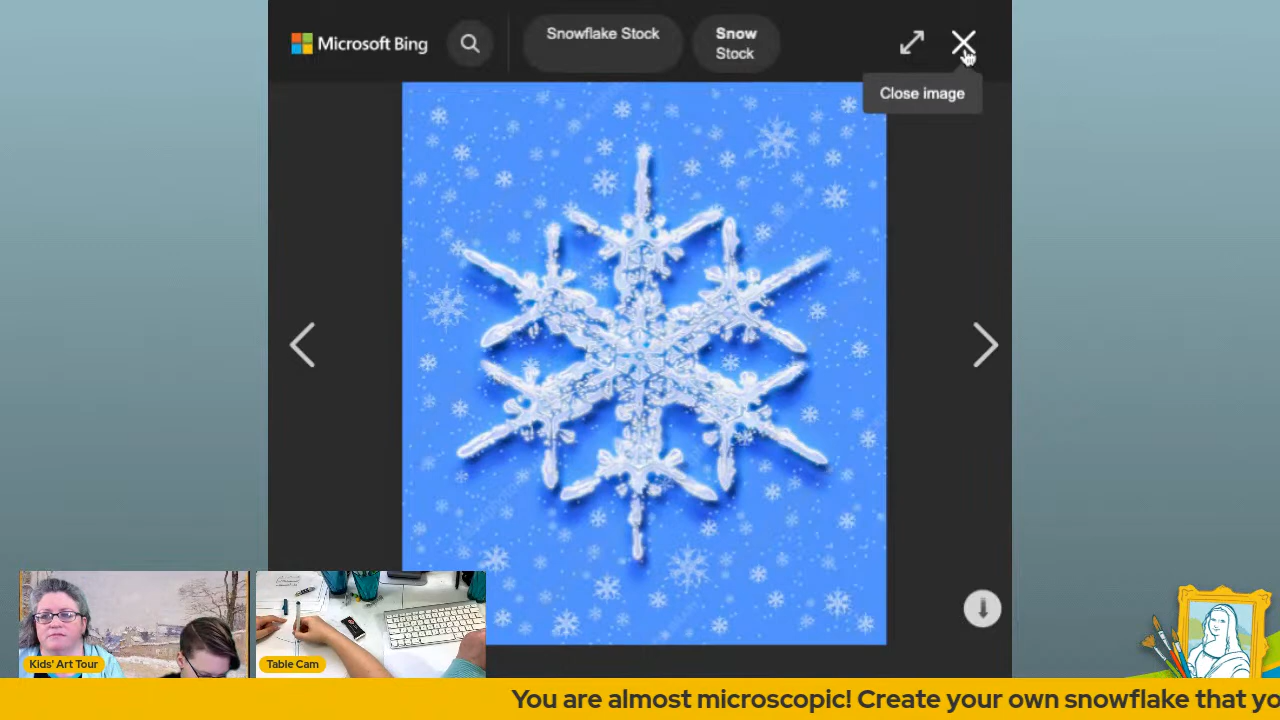 Microsoft Bing
Snowflake Stock
Snow
Stock
Close image
Kids' Art Tour
Table Cam
You are almost microscopic! Create your own snowflake that yo